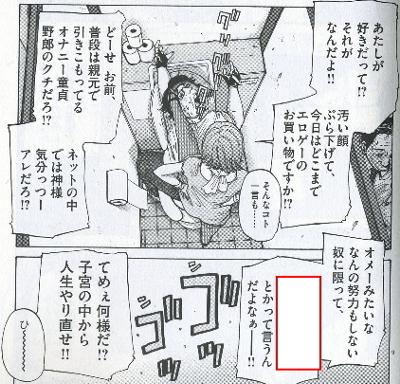 あたしが
好きだって!?
それが
なんだよ!!
汚い顔
ぶら下げて、
今日はどこまで
エロゲーの
お買い物ですか!?
どーせ お前、
普段は親元で
引きこもってる
オナニー童貞
野郎のクチだろ!?
ネットの中
では神様
気分っつー
アレだろ!?
そんなコト
一言も……
オメーみたいな
なんの努力もしない
奴に限って、
とかって言うん
だよなぁ――!!
ゴッ
ゴッ
てめぇ何様だ!?
子宮の中から
人生やり直せ!!
ひ~~~~